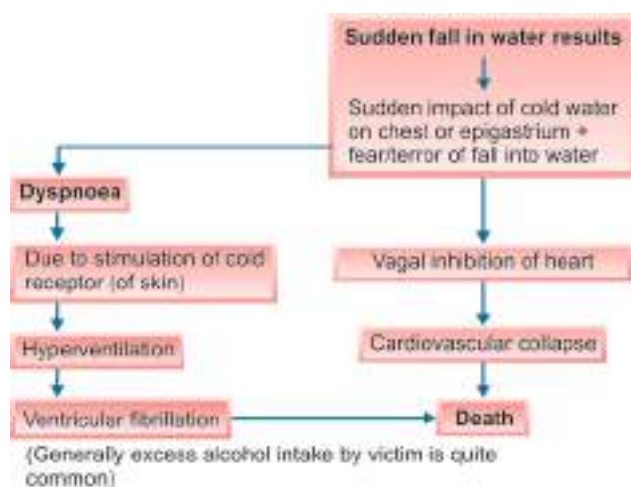 Sudden fall in water results
Sudden impact of cold water
on chest or epigastrium +
fear/terror of fall into water
Dyspnoea
Due to stimulation of cold
receptor (of skin)
Hyperventilation
Ventricular fibrillation
Vagal inhibition of heart
Cardiovascular collapse
Death
(Generally excess alcohol intake by victim is quite
common)